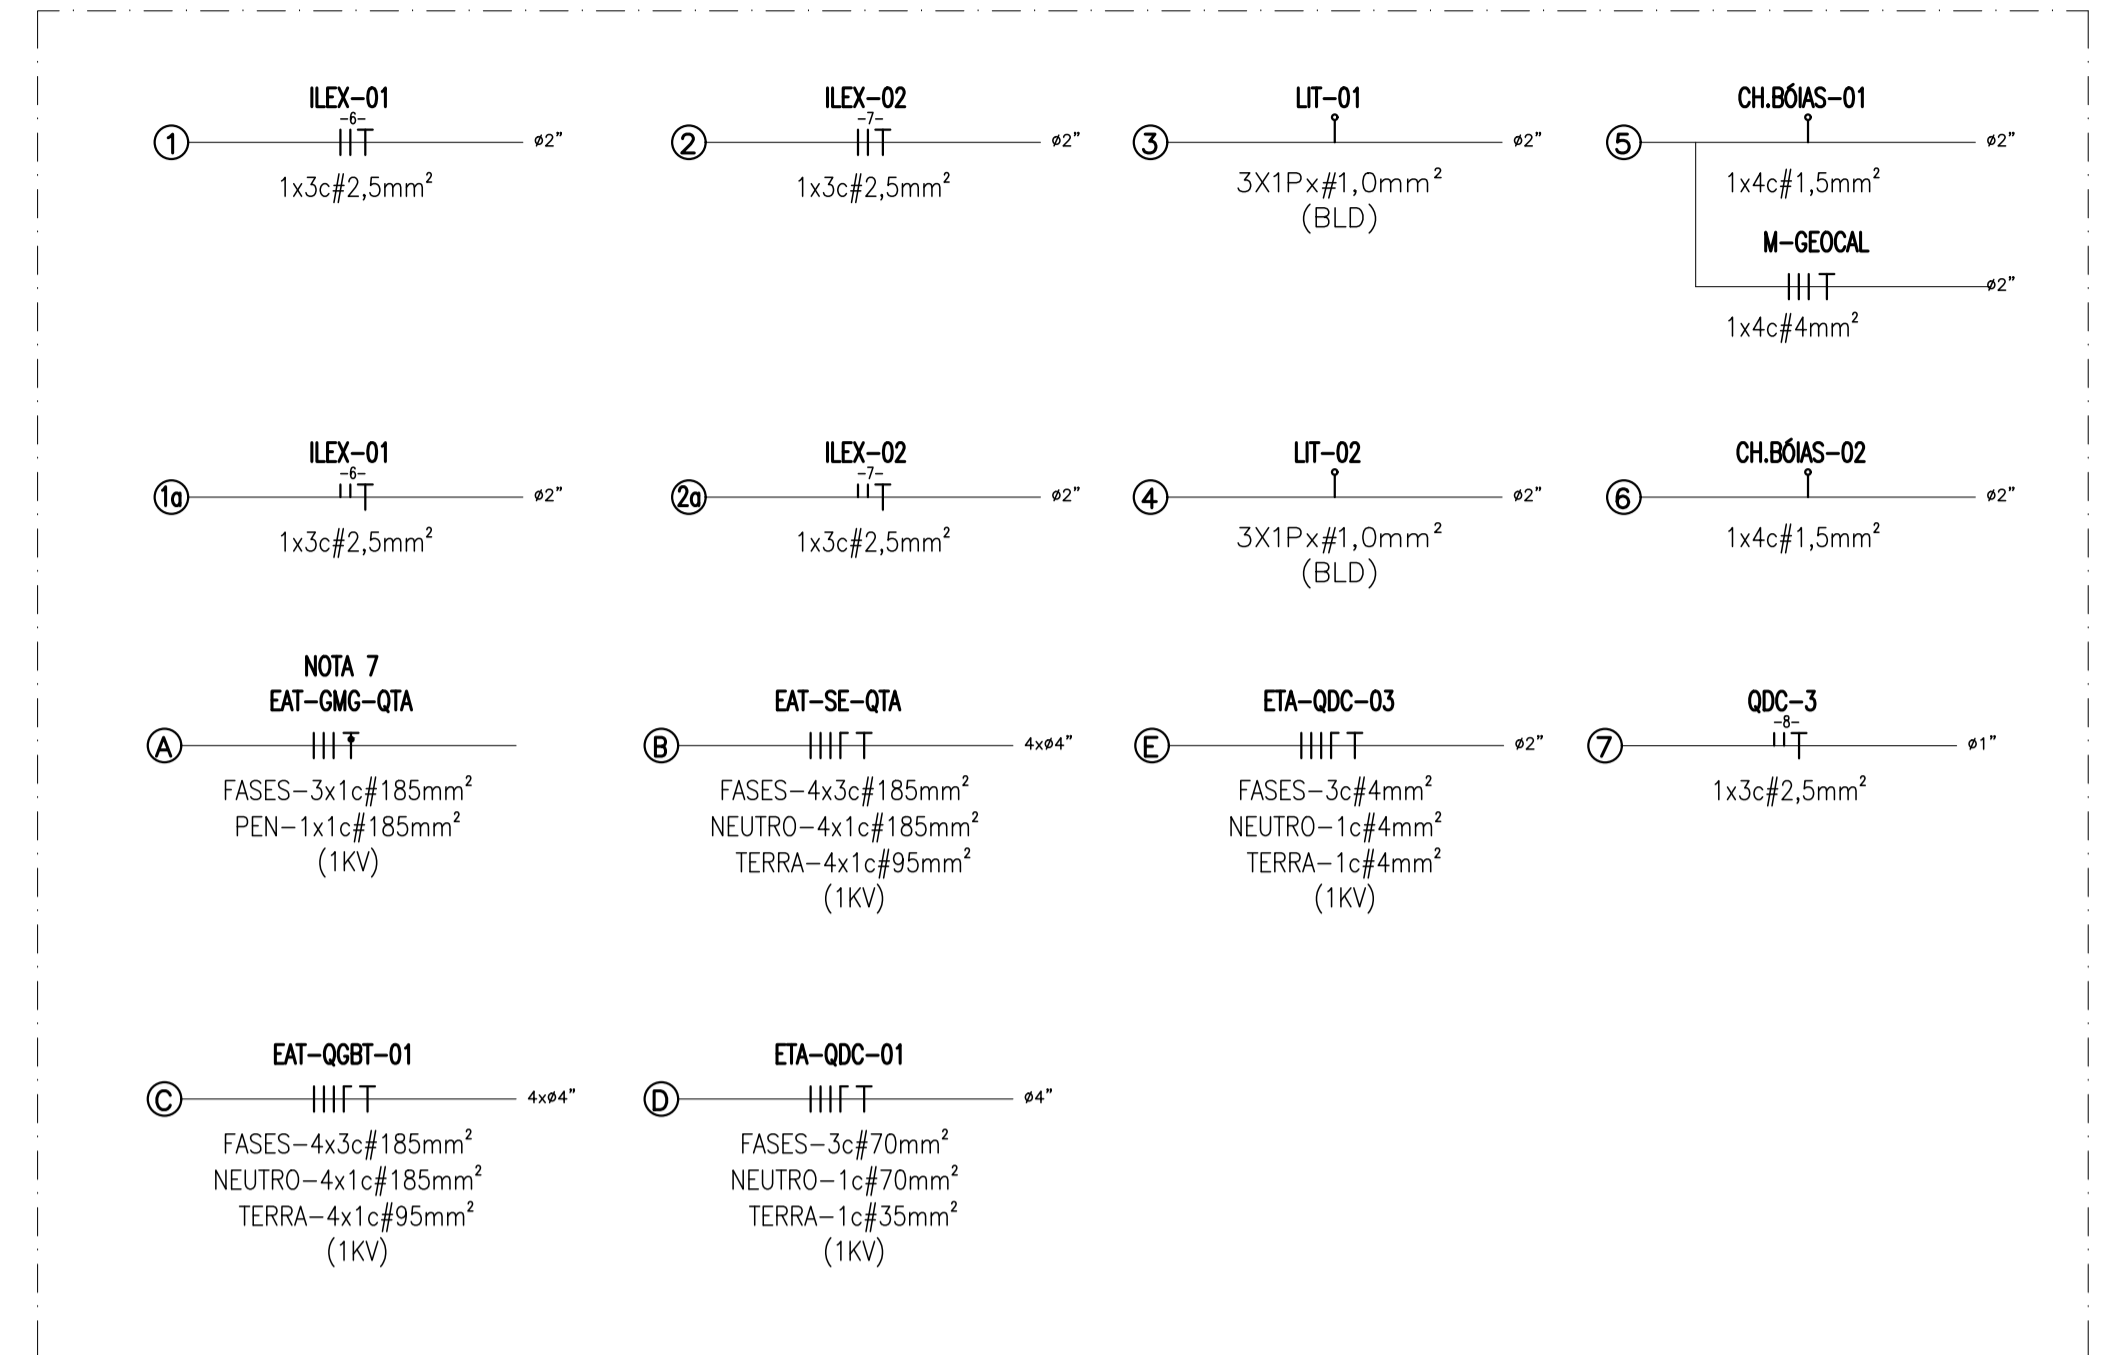 ILEX-01
-6-
1 ø2"
1x3c#2,5mm²
ILEX-02
-7-
2 ø2"
1x3c#2,5mm²
LIT-01
3 ø2"
3X1Px#1,0mm²
(BLD)
CH.BÓIAS-01
5 ø2"
1x4c#1,5mm²
M-GEOCAL
ø2"
1x4c#4mm²
ILEX-01
-6-
1a ø2"
1x3c#2,5mm²
ILEX-02
-7-
2a ø2"
1x3c#2,5mm²
LIT-02
4 ø2"
3X1Px#1,0mm²
(BLD)
CH.BÓIAS-02
6 ø2"
1x4c#1,5mm²
NOTA 7
EAT-GMG-QTA
A
FASES-3x1c#185mm²
PEN-1x1c#185mm²
(1KV)
EAT-SE-QTA
B 4xø4"
FASES-4x3c#185mm²
NEUTRO-4x1c#185mm²
TERRA-4x1c#95mm²
(1KV)
ETA-QDC-03
E ø2"
FASES-3c#4mm²
NEUTRO-1c#4mm²
TERRA-1c#4mm²
(1KV)
QDC-3
-8-
7 ø1"
1x3c#2,5mm²
EAT-QGBT-01
C 4xø4"
FASES-4x3c#185mm²
NEUTRO-4x1c#185mm²
TERRA-4x1c#95mm²
(1KV)
ETA-QDC-01
D ø4"
FASES-3c#70mm²
NEUTRO-1c#70mm²
TERRA-1c#35mm²
(1KV)